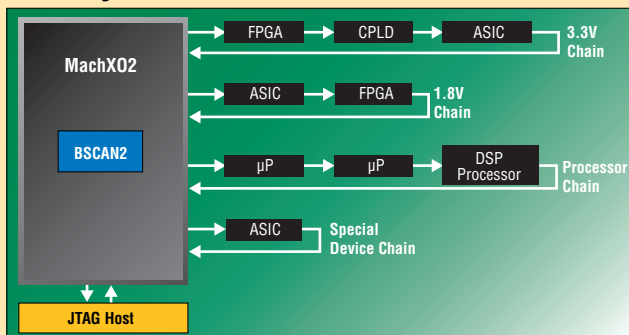 MachXO2
BSCAN2
JTAG Host
FPGA
CPLD
ASIC
3.3V
Chain
ASIC
FPGA
1.8V
Chain
µP
µP
DSP
Processor
Processor
Chain
ASIC
Special
Device Chain